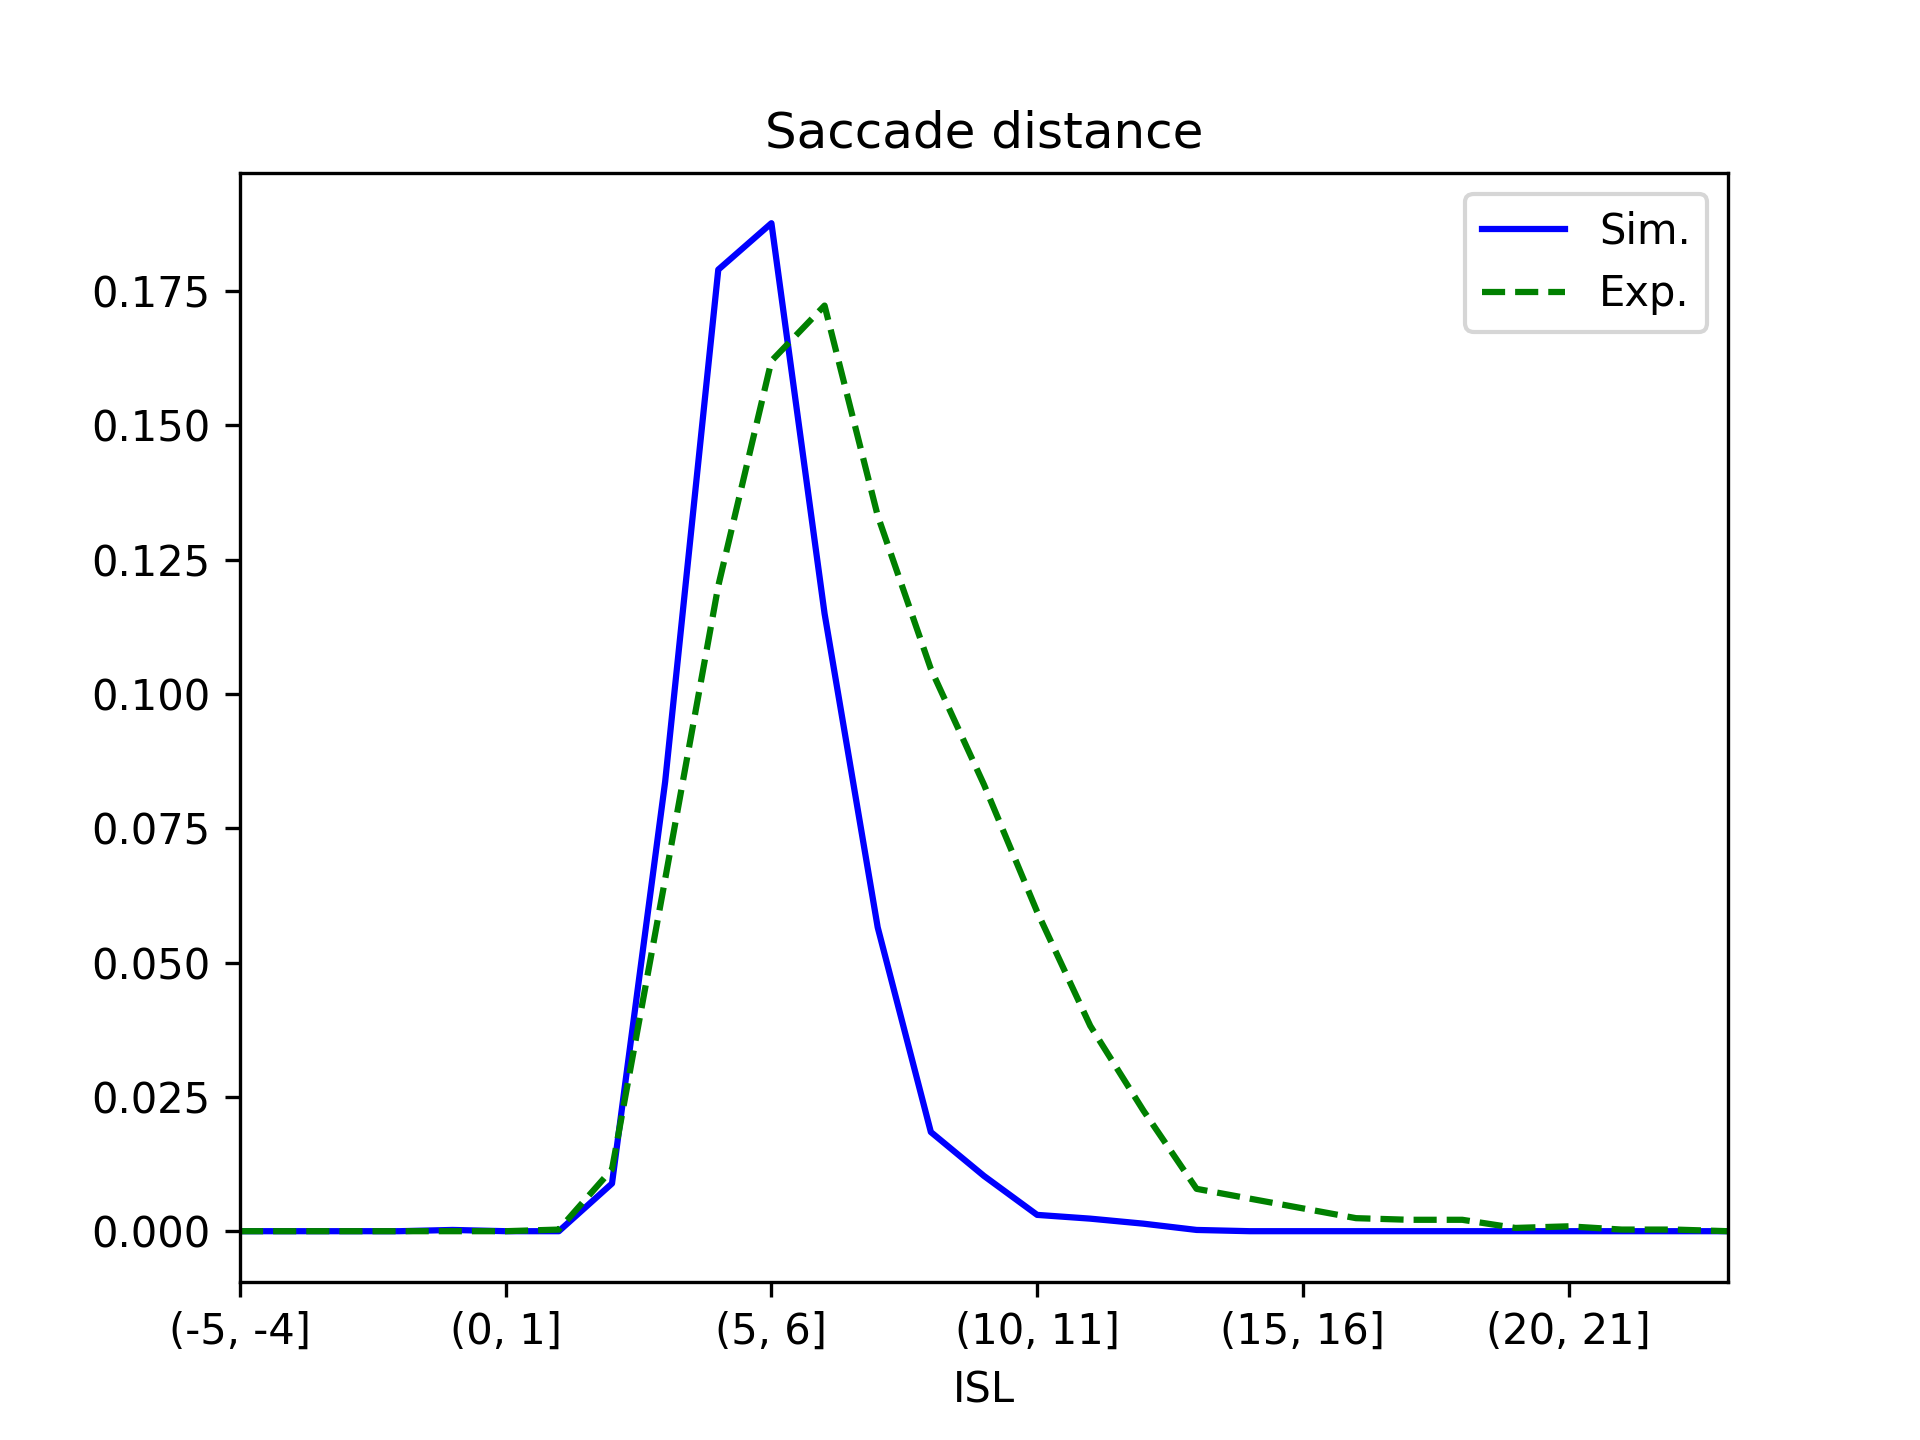 Saccade distance
Sim.
Exp.
0.175
0.150
0.125
0.100
0.075
0.050
0.025
0.000
(-5, -4] (0, 1] (5, 6] (10, 11] (15, 16] (20, 21]
ISL